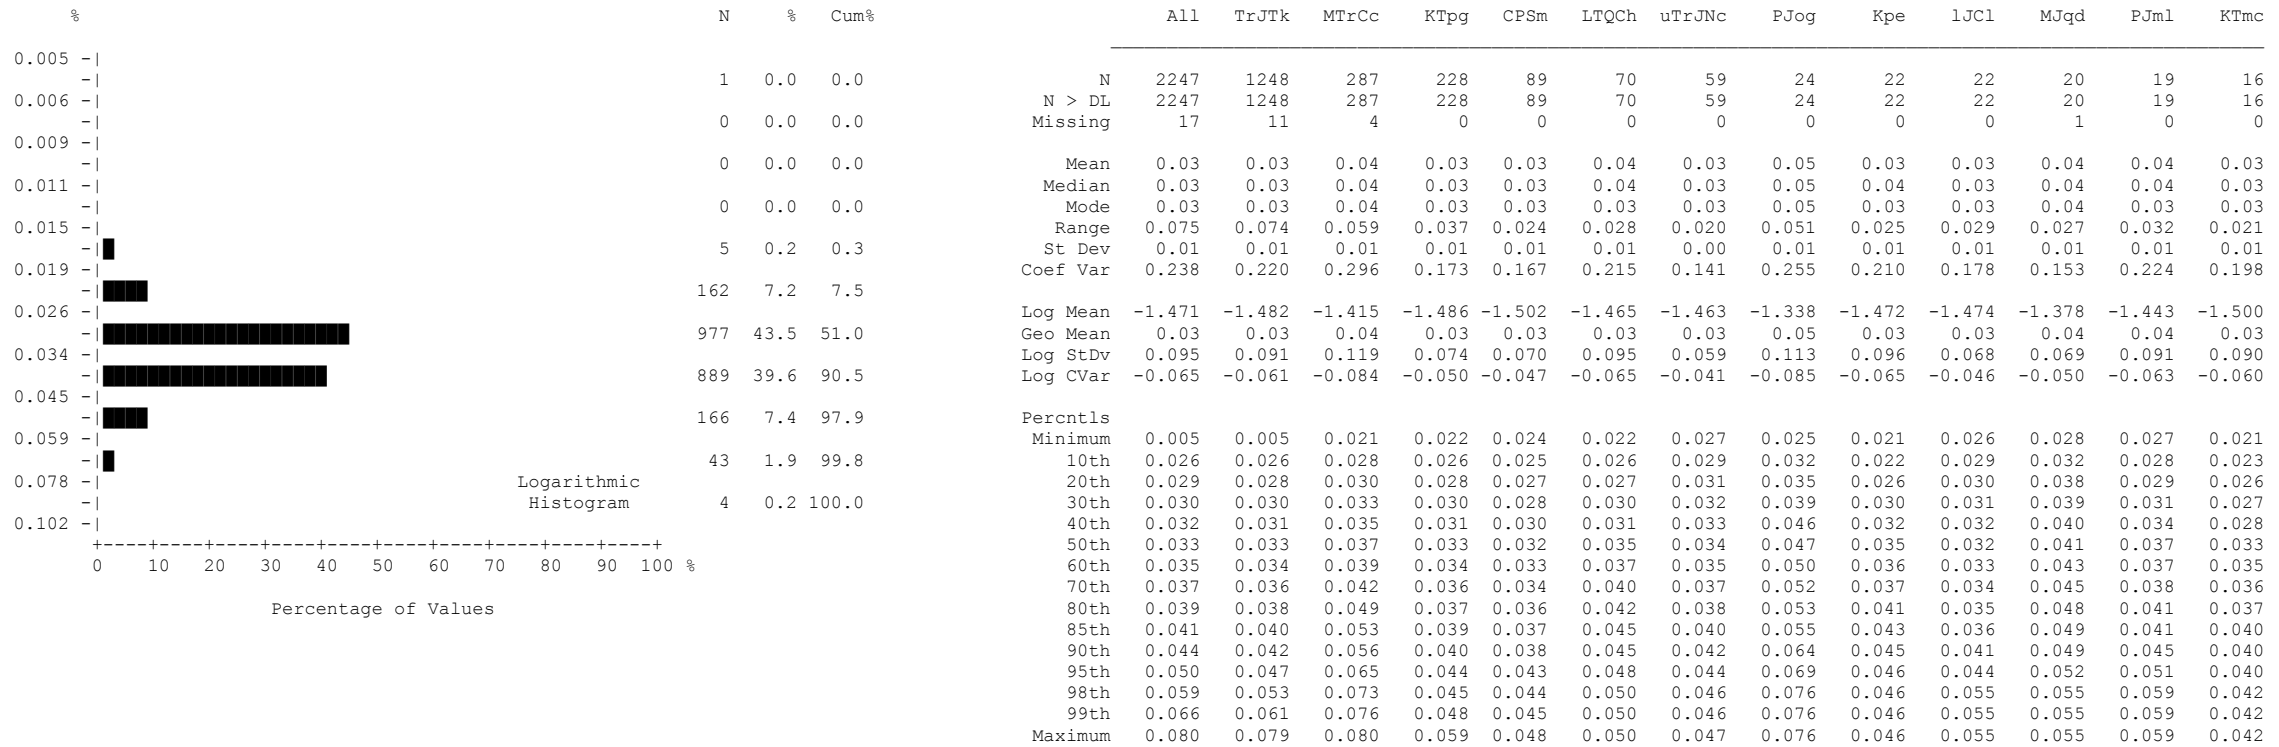 % N % Cum% All TrJTk MTrCc KTpg CPSm LTQCh uTrJNc PJog Kpe lJCl MJqd PJml KTmc
0.005 -|
-| 1 0.0 0.0 N 2247 1248 287 228 89 70 59 24 22 22 20 19 16
0.006 -| N > DL 2247 1248 287 228 89 70 59 24 22 22 20 19 16
-| 0 0.0 0.0 Missing 17 11 4 0 0 0 0 0 0 0 1 0 0
0.009 -|
-| 0 0.0 0.0 Mean 0.03 0.03 0.04 0.03 0.03 0.04 0.03 0.05 0.03 0.03 0.04 0.04 0.03
0.011 -| Median 0.03 0.03 0.04 0.03 0.03 0.04 0.03 0.05 0.04 0.03 0.04 0.04 0.03
-| 0 0.0 0.0 Mode 0.03 0.03 0.04 0.03 0.03 0.03 0.03 0.05 0.03 0.03 0.04 0.03 0.03
0.015 -| Range 0.075 0.074 0.059 0.037 0.024 0.028 0.020 0.051 0.025 0.029 0.027 0.032 0.021
-| 5 0.2 0.3 St Dev 0.01 0.01 0.01 0.01 0.01 0.01 0.00 0.01 0.01 0.01 0.01 0.01 0.01
0.019 -| Coef Var 0.238 0.220 0.296 0.173 0.167 0.215 0.141 0.255 0.210 0.178 0.153 0.224 0.198
-| 162 7.2 7.5
0.026 -| Log Mean -1.471 -1.482 -1.415 -1.486 -1.502 -1.465 -1.463 -1.338 -1.472 -1.474 -1.378 -1.443 -1.500
-| 977 43.5 51.0 Geo Mean 0.03 0.03 0.04 0.03 0.03 0.03 0.03 0.05 0.03 0.03 0.04 0.04 0.03
0.034 -| Log StDv 0.095 0.091 0.119 0.074 0.070 0.095 0.059 0.113 0.096 0.068 0.069 0.091 0.090
-| 889 39.6 90.5 Log CVar -0.065 -0.061 -0.084 -0.050 -0.047 -0.065 -0.041 -0.085 -0.065 -0.046 -0.050 -0.063 -0.060
0.045 -|
-| 166 7.4 97.9 Percntls
0.059 -| Minimum 0.005 0.005 0.021 0.022 0.024 0.022 0.027 0.025 0.021 0.026 0.028 0.027 0.021
-| 43 1.9 99.8 10th 0.026 0.026 0.028 0.026 0.025 0.026 0.029 0.032 0.022 0.029 0.032 0.028 0.023
0.078 -| Logarithmic 20th 0.029 0.028 0.030 0.028 0.027 0.027 0.031 0.035 0.026 0.030 0.038 0.029 0.026
-| Histogram 4 0.2 100.0 30th 0.030 0.030 0.033 0.030 0.028 0.030 0.032 0.039 0.030 0.031 0.039 0.031 0.027
0.102 -| 40th 0.032 0.031 0.035 0.031 0.030 0.031 0.033 0.046 0.032 0.032 0.040 0.034 0.028
+----+----+----+----+----+----+----+----+----+----+ % 50th 0.033 0.033 0.037 0.033 0.032 0.035 0.034 0.047 0.035 0.032 0.041 0.037 0.033
0 10 20 30 40 50 60 70 80 90 100 % 60th 0.035 0.034 0.039 0.034 0.033 0.037 0.035 0.050 0.036 0.033 0.043 0.037 0.035
70th 0.037 0.036 0.042 0.036 0.034 0.040 0.037 0.052 0.037 0.034 0.045 0.038 0.036
Percentage of Values 80th 0.039 0.038 0.049 0.037 0.036 0.042 0.038 0.053 0.041 0.035 0.048 0.041 0.037
85th 0.041 0.040 0.053 0.039 0.037 0.045 0.040 0.055 0.043 0.036 0.049 0.041 0.040
90th 0.044 0.042 0.056 0.040 0.038 0.045 0.042 0.064 0.045 0.041 0.049 0.045 0.040
95th 0.050 0.047 0.065 0.044 0.043 0.048 0.044 0.069 0.046 0.044 0.052 0.051 0.040
98th 0.059 0.053 0.073 0.045 0.044 0.050 0.046 0.076 0.046 0.055 0.055 0.059 0.042
99th 0.066 0.061 0.076 0.048 0.045 0.050 0.046 0.076 0.046 0.055 0.055 0.059 0.042
Maximum 0.080 0.079 0.080 0.059 0.048 0.050 0.047 0.076 0.046 0.055 0.055 0.059 0.042